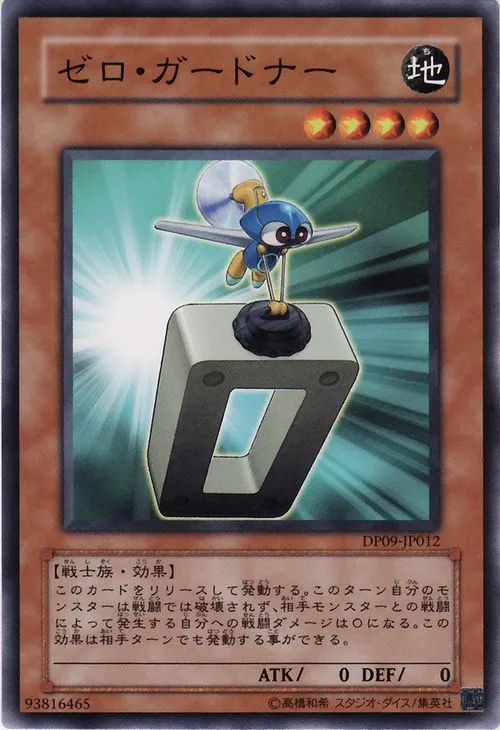 ゼロ・ガードナー
地
DP09-JP012
【戦士族・効果】
このカードをリリースして発動する。このターン自分のモ
ンスターは戦闘では破壊されず、相手モンスターとの戦闘
によって発生する自分への戦闘ダメージは0になる。この
効果は相手ターンでも発動する事ができる。
ATK/ 0 DEF/ 0
93816465 ©高橋和希 スタジオ・ダイス/集英社